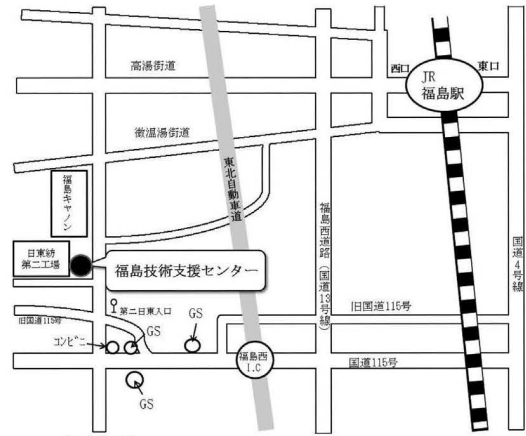 高湯街道
西口
東口
JR
福島駅
微温湯街道
東北自動車道
福島キヤノン
日東紡
第二工場
福島技術支援センター
福島西道路(国道13号線)
国道4号線
第二日東入口
旧国道115号
旧国道115号
コンビニ
GS
GS
GS
福島西
I.C
国道115号